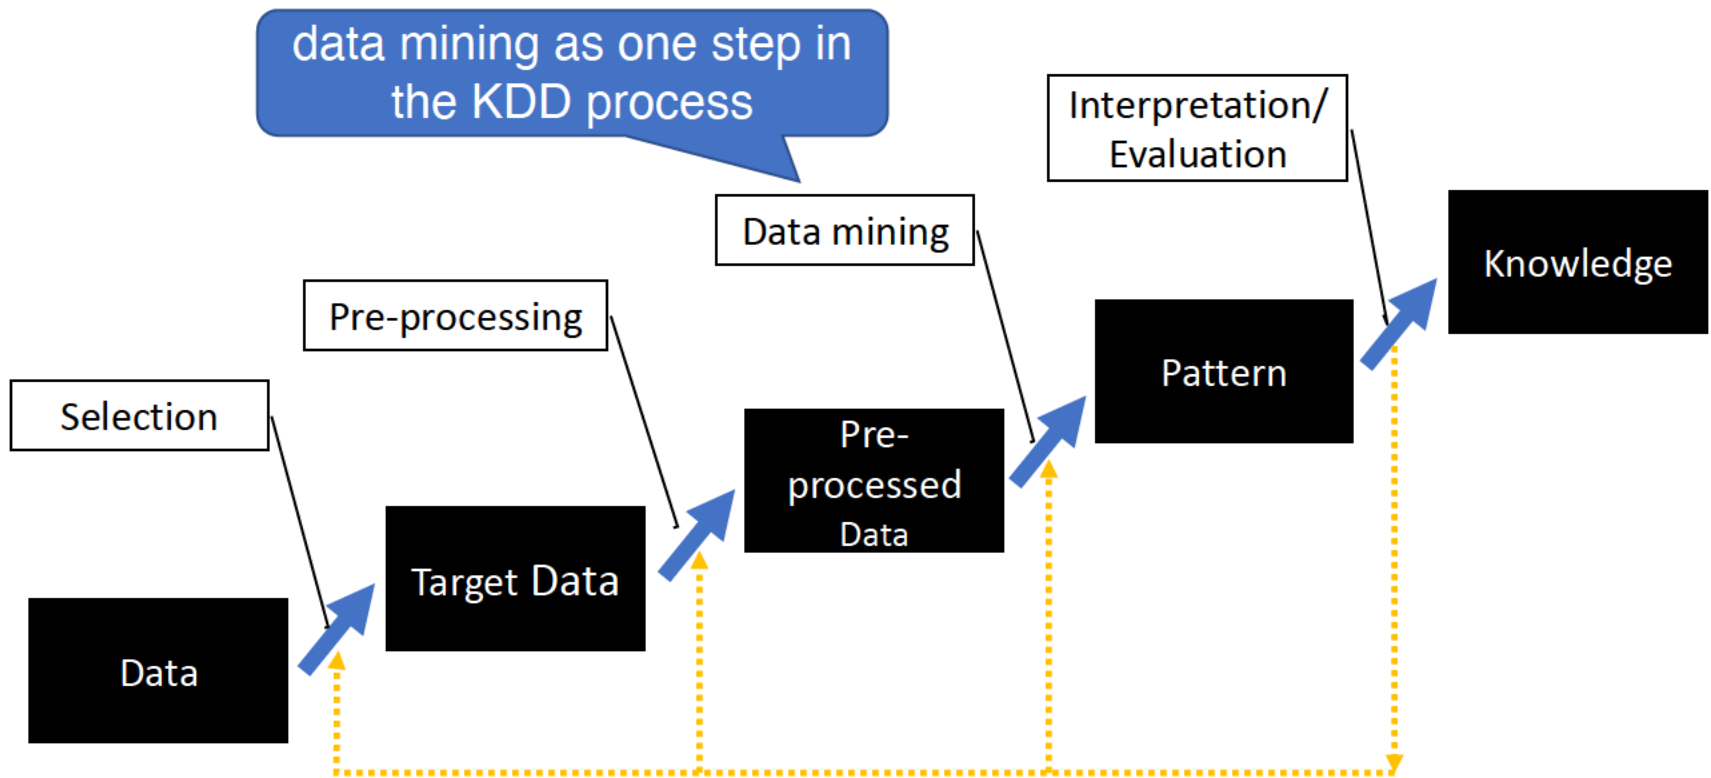 data mining as one step in
the KDD process
Interpretation/
Evaluation
Data mining
Knowledge
Pre-processing
Pattern
Selection
Pre-
processed
Data
Target Data
Data